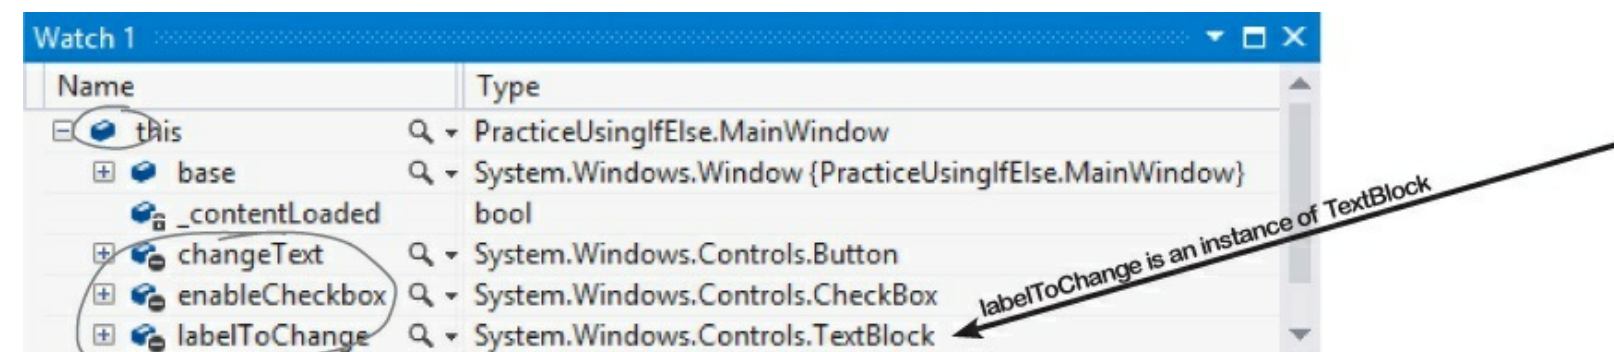 Watch 1
Name Type
this PracticeUsingIfElse.MainWindow
base System.Windows.Window {PracticeUsingIfElse.MainWindow}
_contentLoaded bool
changeText System.Windows.Controls.Button
enableCheckbox System.Windows.Controls.CheckBox
labelToChange System.Windows.Controls.TextBlock
labelToChange is an instance of TextBlock